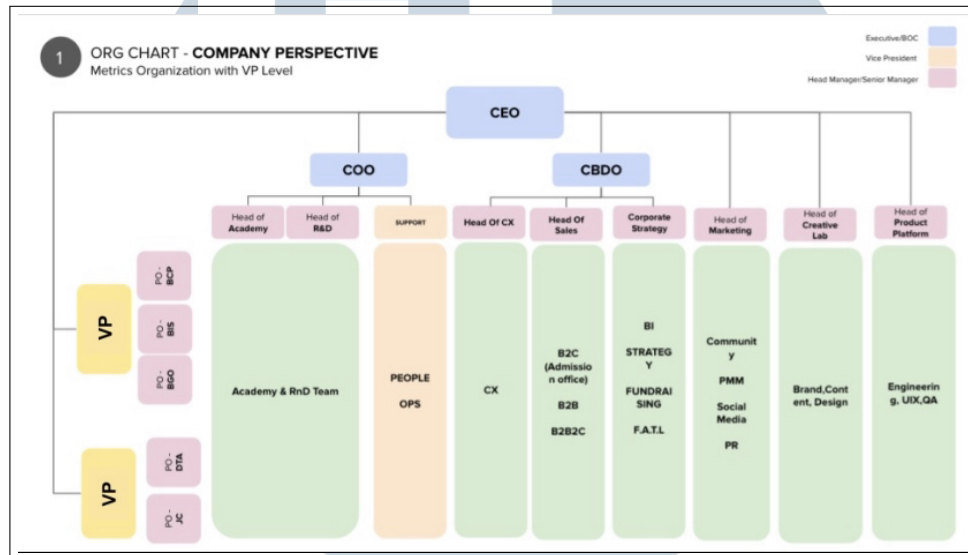 1
ORG CHART - COMPANY PERSPECTIVE
Metrics Organization with VP Level
Executive/BOC
Vice President
Head Manager/Senior Manager
CEO
COO
CBDO
Head of
Academy
Head of
R&D
SUPPORT
Head Of CX
Head Of
Sales
Corporate
Strategy
Head of
Marketing
Head of
Creative
Lab
Head of
Product
Platform
VP
PO -
BCP
PO -
BIS
PO -
BGO
VP
PO -
DTA
PO -
JC
Academy & RnD Team
PEOPLE
OPS
CX
B2C
(Admissio
n office)
B2B
B2B2C
BI
STRATEG
Y
FUNDRAI
SING
F.A.T.L
Communit
y
PMM
Social
Media
PR
Brand,Cont
ent, Design
Engineerin
g, UIX,QA